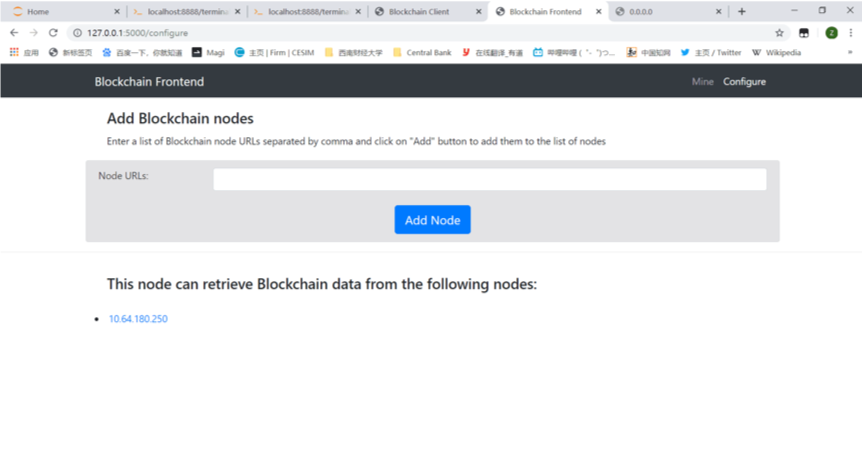 Home
localhost:8888/termina
localhost:8888/termina
Blockchain Client
Blockchain Frontend
0.0.0.0
127.0.0.1:5000/configure
Z
应用
新标签页
百度一下，你就知道
Magi
主页 | Firm | CESIM
西南财经大学
Central Bank
在线翻译_有道
哔哩哔哩 ( ゜- ゜)つ...
中国知网
主页 / Twitter
Wikipedia
Blockchain Frontend
Mine Configure
Add Blockchain nodes
Enter a list of Blockchain node URLs separated by comma and click on "Add" button to add them to the list of nodes
Node URLs:
Add Node
This node can retrieve Blockchain data from the following nodes:
10.64.180.250